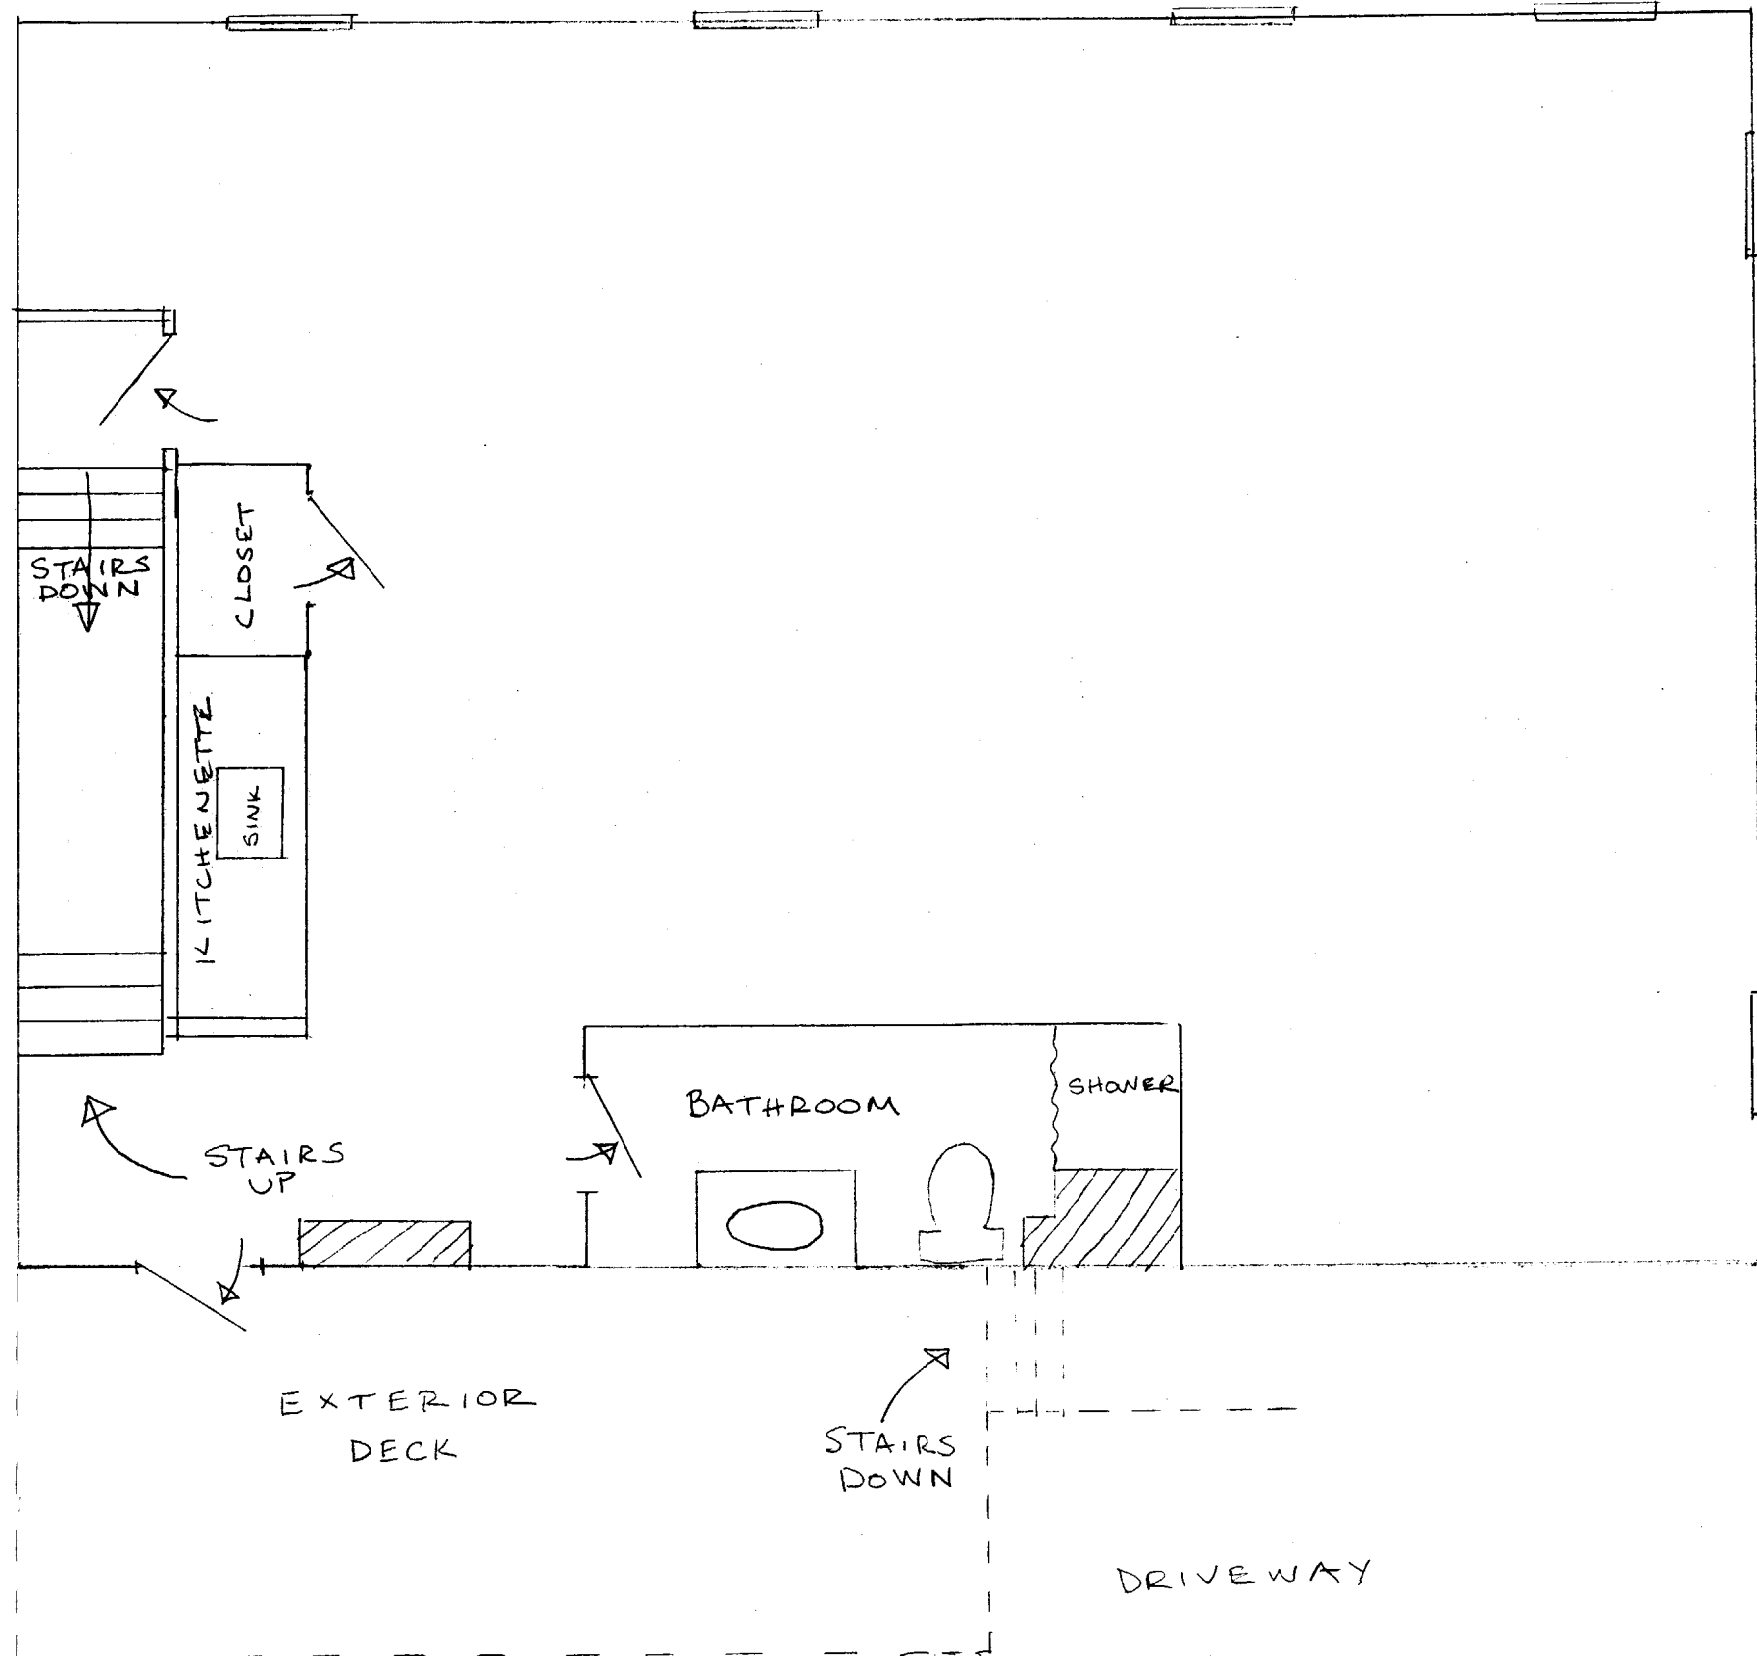 STAIRS
DOWN
CLOSET
KITCHENETTE
SINK
BATHROOM
SHOWER
STAIRS
UP
EXTERIOR
DECK
STAIRS
DOWN
DRIVEWAY